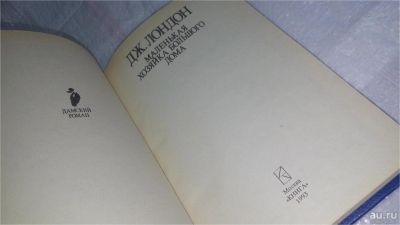 ДАМСКИЙ
РОМАН
ДЖ. ЛОНДОН
МАЛЕНЬКАЯ
ХОЗЯЙКА БОЛЬШОГО
ДОМА
Москва
«КНИГА»
1993
au.ru